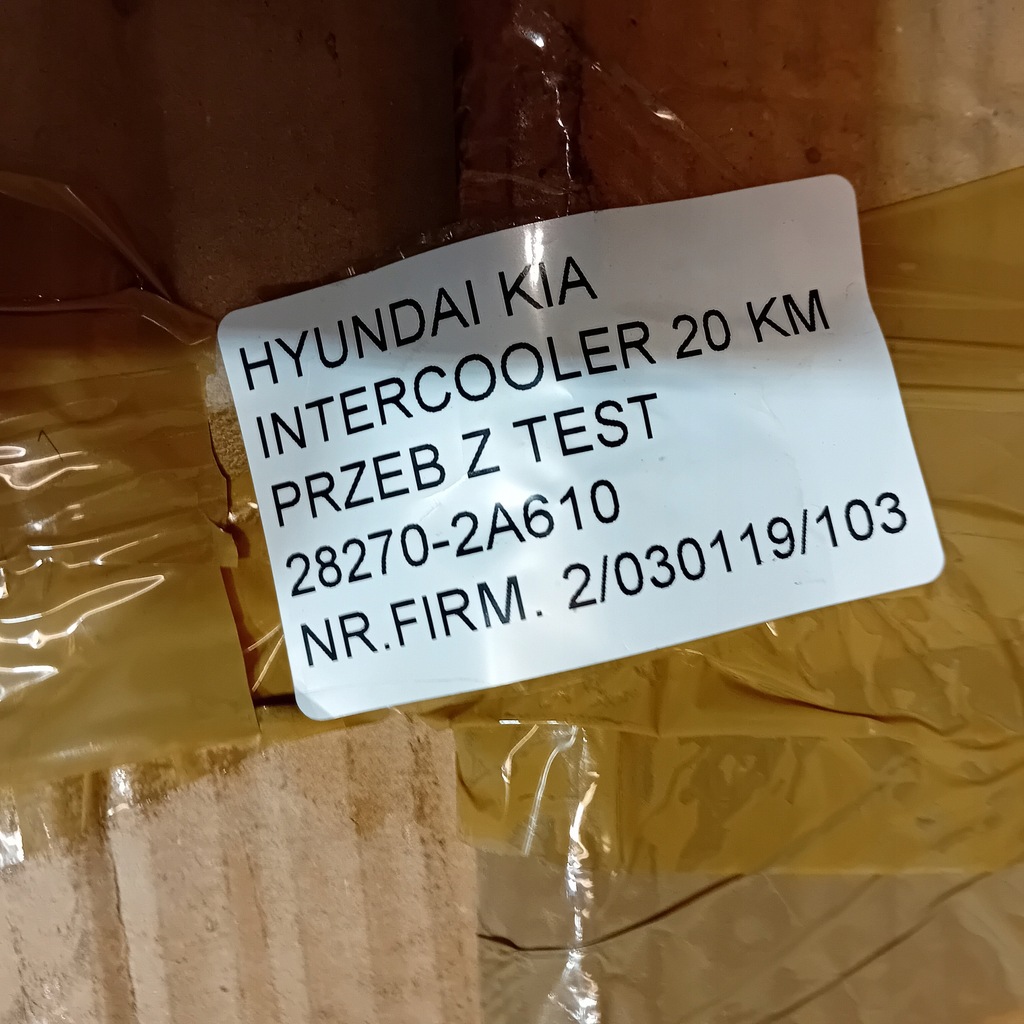 HYUNDAI KIA
INTERCOOLER 20 KM
PRZEB Z TEST
28270-2A610
NR.FIRM. 2/030119/103